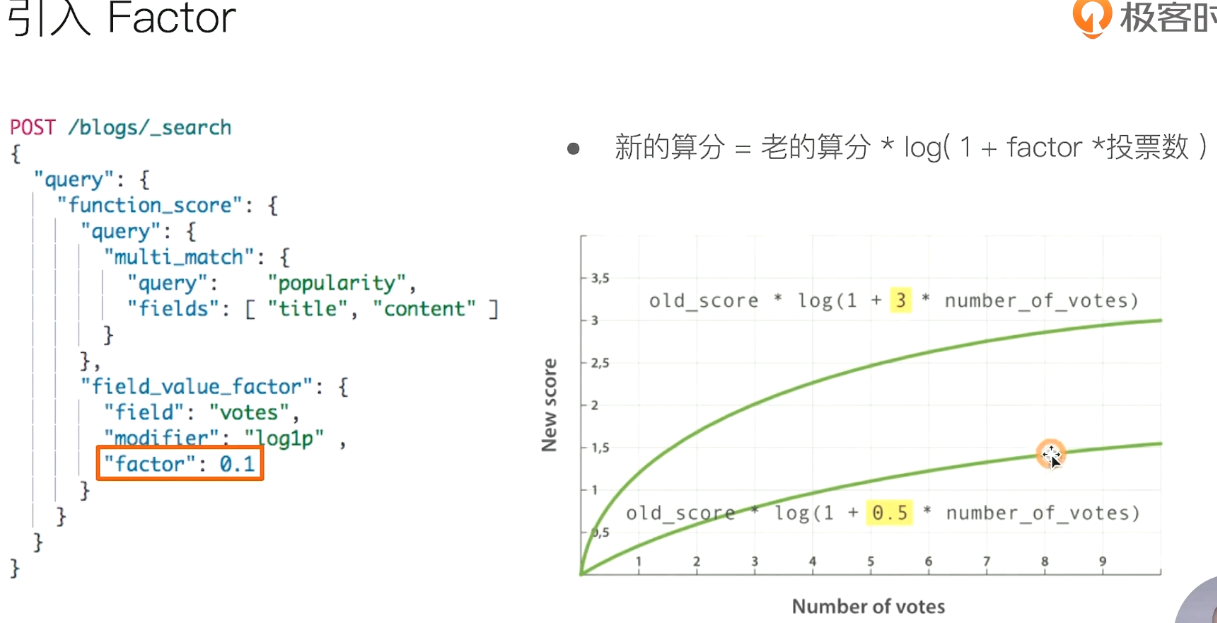 引入 Factor
极客时
POST /blogs/_search
{
"query": {
"function_score": {
"query": {
"multi_match": {
"query": "popularity",
"fields": [ "title", "content" ]
}
},
"field_value_factor": {
"field": "votes",
"modifier": "log1p" ,
"factor": 0.1
}
}
}
}
● 新的算分 = 老的算分 * log( 1 + factor *投票数 )
old_score * log(1 + 3 * number_of_votes)
3,5
3
2,5
2
1,5
1
0,5
New score
old_score * log(1 + 0.5 * number_of_votes)
1 2 3 4 5 6 7 8 9
Number of votes